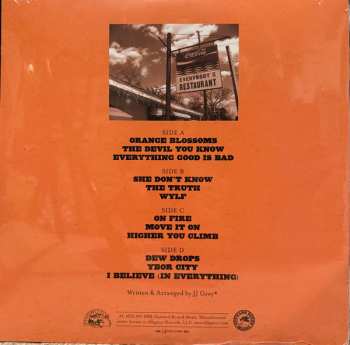 EVERYBODY'S
RESTAURANT
SIDE A
ORANGE BLOSSOMS
THE DEVIL YOU KNOW
EVERYTHING GOOD IS BAD
SIDE B
SHE DON'T KNOW
THE TRUTH
WYLF
SIDE C
ON FIRE
MOVE IT ON
HIGHER YOU CLIMB
SIDE D
DEW DROPS
YBOR CITY
I BELIEVE (IN EVERYTHING)
Written & Arranged by JJ Grey*